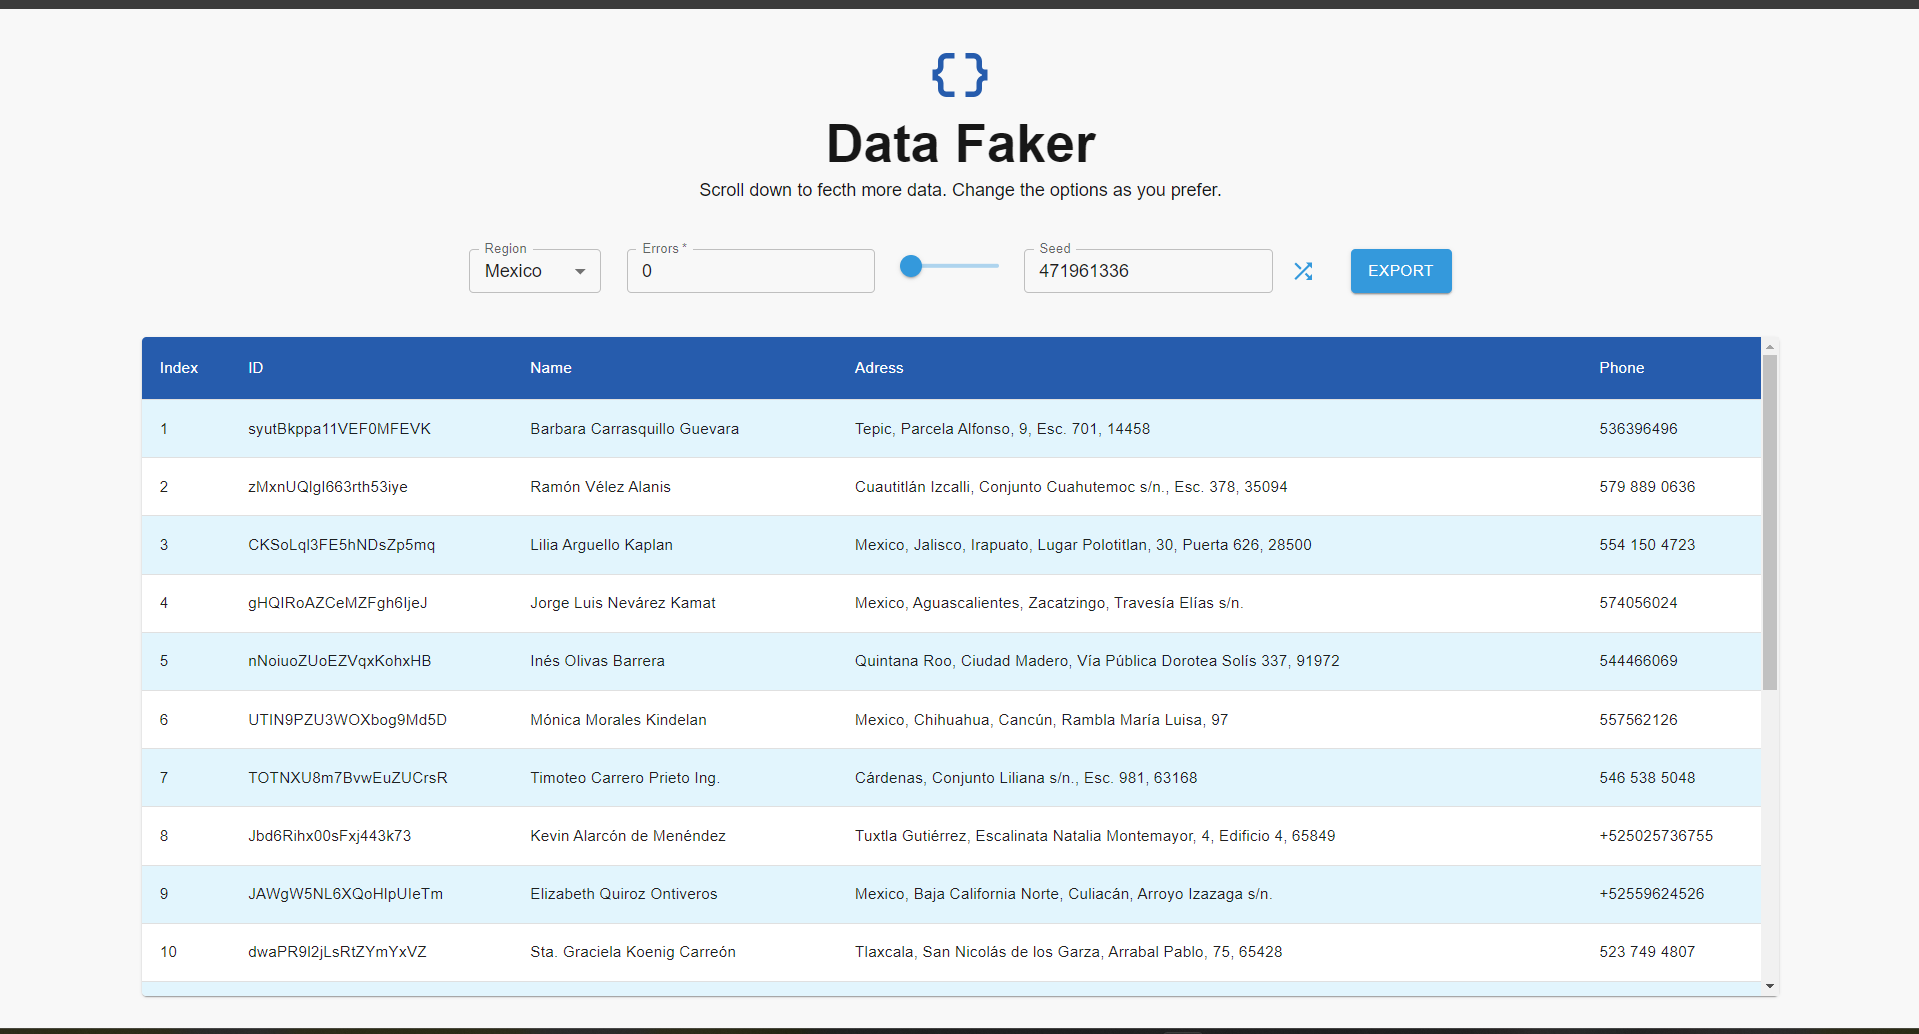 { }
Data Faker
Scroll down to fecth more data. Change the options as you prefer.
Region Errors * Seed
Mexico 0 471961336 EXPORT
Index ID Name Adress Phone
1 syutBkppa11VEF0MFEVK Barbara Carrasquillo Guevara Tepic, Parcela Alfonso, 9, Esc. 701, 14458 536396496
2 zMxnUQIgI663rth53iye Ramón Vélez Alanis Cuautitlán Izcalli, Conjunto Cuahutemoc s/n., Esc. 378, 35094 579 889 0636
3 CKSoLql3FE5hNDsZp5mq Lilia Arguello Kaplan Mexico, Jalisco, Irapuato, Lugar Polotitlan, 30, Puerta 626, 28500 554 150 4723
4 gHQIRoAZCeMZFgh6IjeJ Jorge Luis Nevárez Kamat Mexico, Aguascalientes, Zacatzingo, Travesía Elías s/n. 574056024
5 nNoiuoZUoEZVqxKohxHB Inés Olivas Barrera Quintana Roo, Ciudad Madero, Vía Pública Dorotea Solís 337, 91972 544466069
6 UTIN9PZU3WOXbog9Md5D Mónica Morales Kindelan Mexico, Chihuahua, Cancún, Rambla María Luisa, 97 557562126
7 TOTNXU8m7BvwEuZUCrsR Timoteo Carrero Prieto Ing. Cárdenas, Conjunto Liliana s/n., Esc. 981, 63168 546 538 5048
8 Jbd6Rihx00sFxj443k73 Kevin Alarcón de Menéndez Tuxtla Gutiérrez, Escalinata Natalia Montemayor, 4, Edificio 4, 65849 +525025736755
9 JAWgW5NL6XQoHlpUIeTm Elizabeth Quiroz Ontiveros Mexico, Baja California Norte, Culiacán, Arroyo Izazaga s/n. +52559624526
10 dwaPR9I2jLsRtZYmYxVZ Sta. Graciela Koenig Carreón Tlaxcala, San Nicolás de los Garza, Arrabal Pablo, 75, 65428 523 749 4807